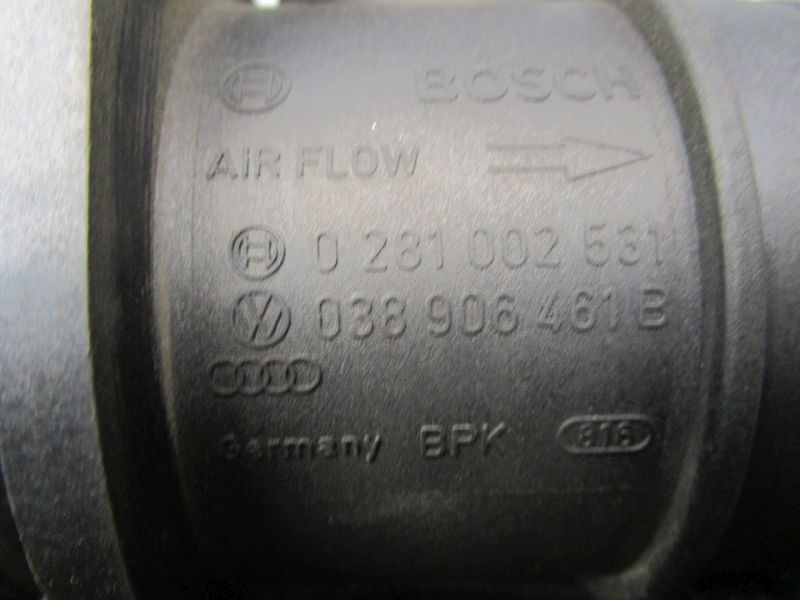 BOSCH
AIR FLOW
0 281 002 531
038 906 461 B
Germany BPK 816